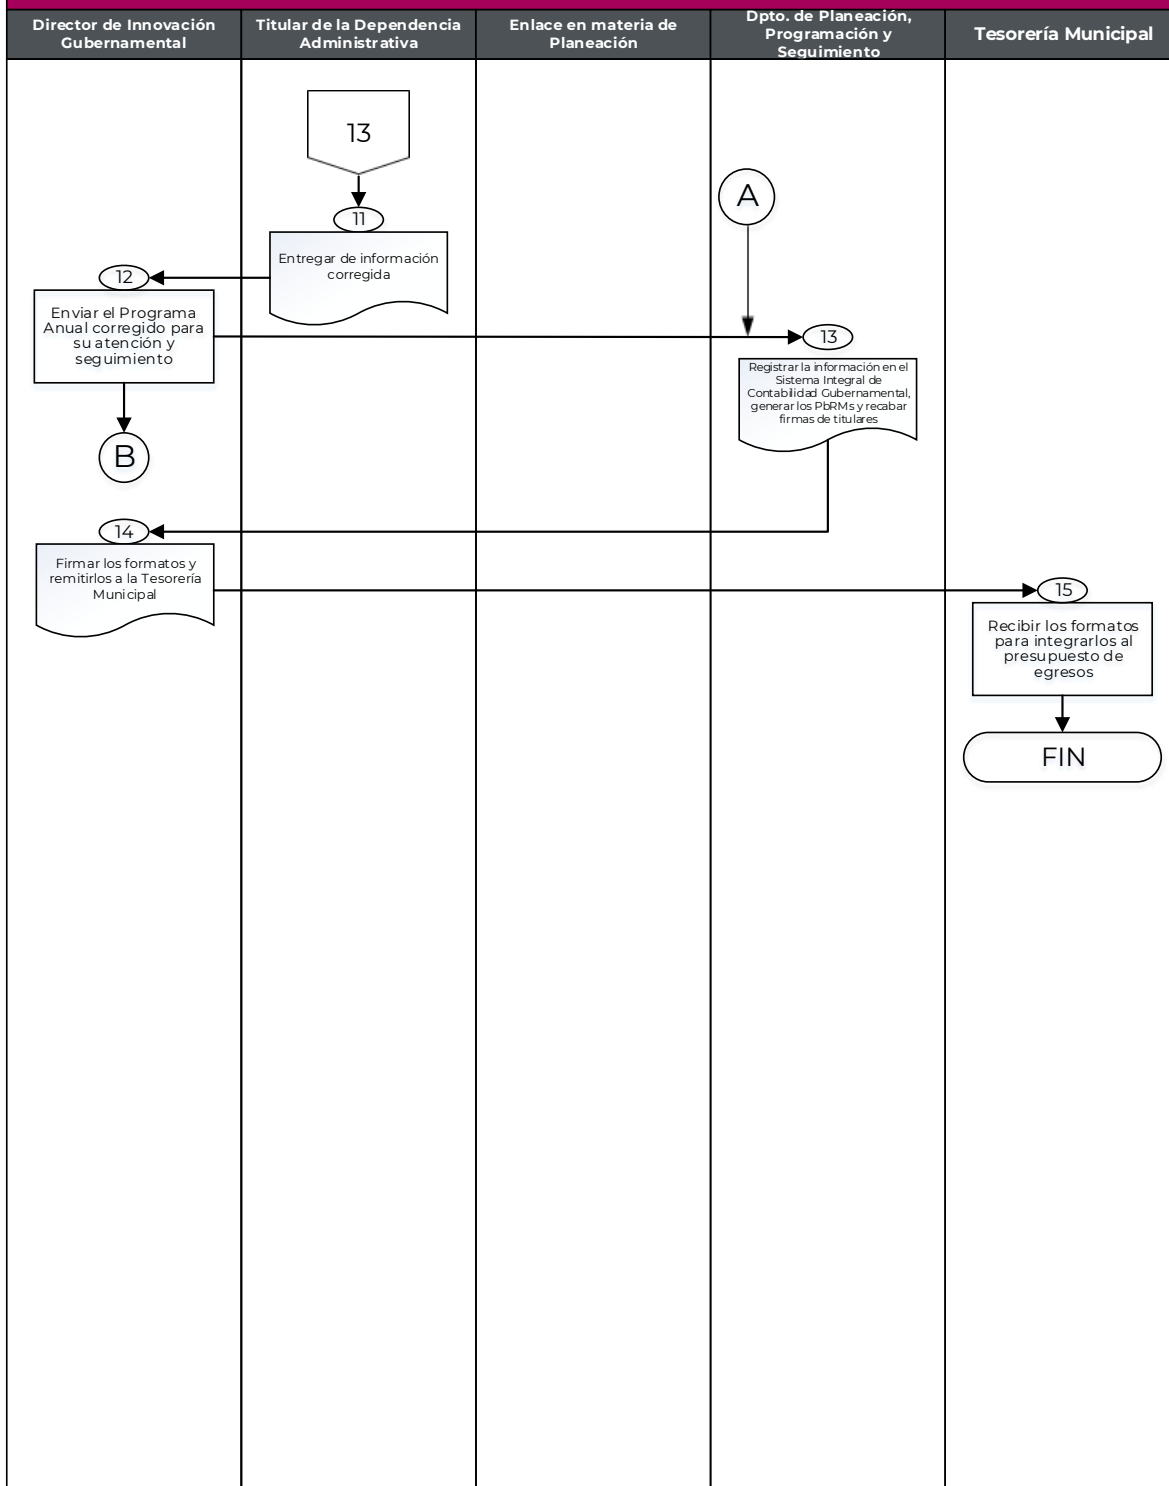 Director de Innovación
Gubernamental
Titular de la Dependencia
Administrativa
Enlace en materia de
Planeación
Dpto. de Planeación,
Programación y
Seguimiento
Tesorería Municipal
13
A
11
Entregar de información
corregida
12
Enviar el Programa
Anual corregido para
su atención y
seguimiento
13
Registrar la información en el
Sistema Integral de
Contabilidad Gubernamental,
generar los PbRMs y recabar
firmas de titulares
B
14
Firmar los formatos y
remitirlos a la Tesorería
Municipal
15
Recibir los formatos
para integrarlos al
presupuesto de
egresos
FIN